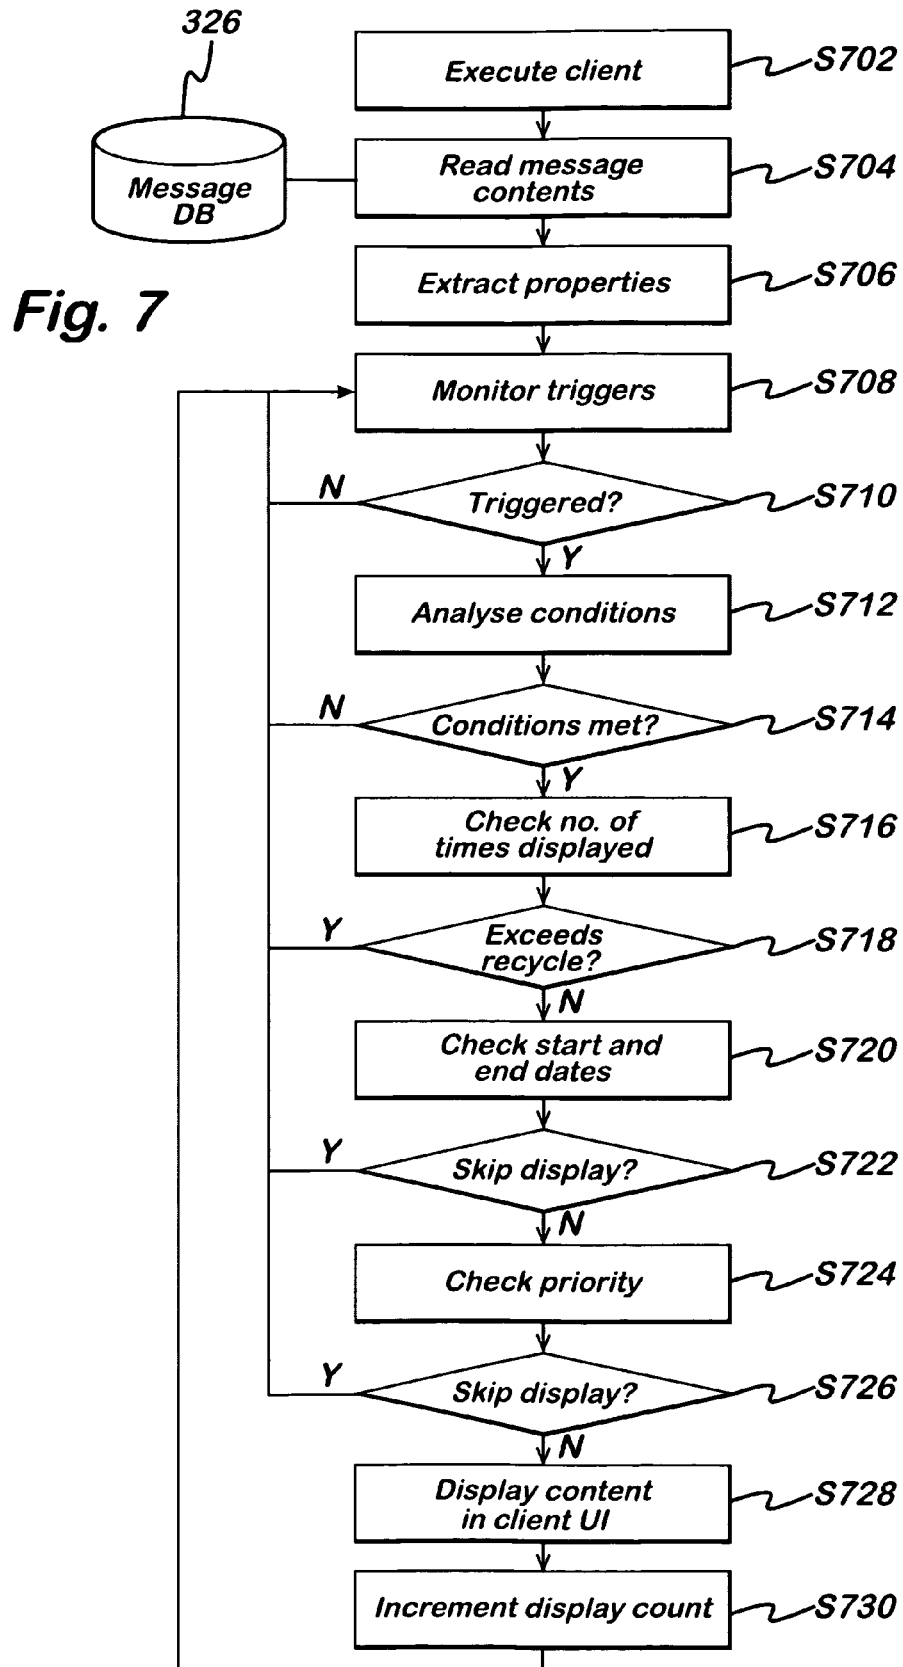 326
Execute client
S702
Message
DB
Read message
contents
S704
Extract properties
S706
Fig. 7
Monitor triggers
S708
N
Triggered?
S710
Y
Analyse conditions
S712
N
Conditions met?
S714
Y
Check no. of
times displayed
S716
Y
Exceeds
recycle?
S718
N
Check start and
end dates
S720
Y
Skip display?
S722
N
Check priority
S724
Y
Skip display?
S726
N
Display content
in client UI
S728
Increment display count
S730